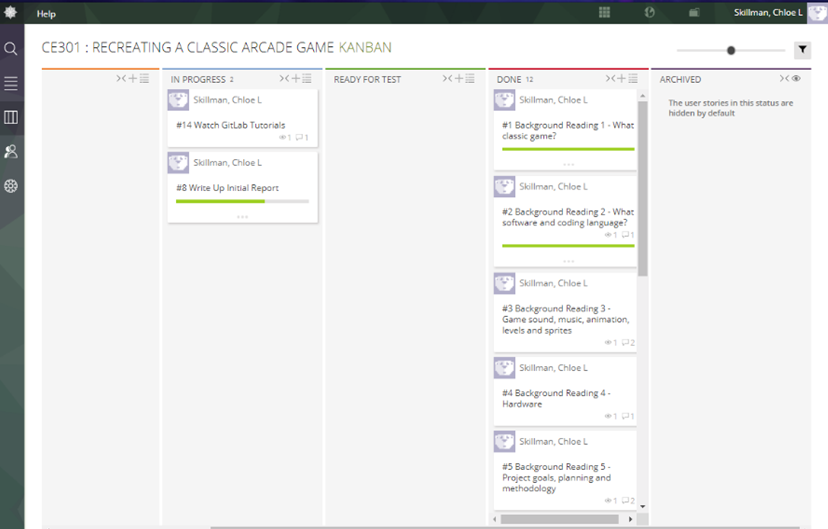 Help
Skillman, Chloe L
CE301 : RECREATING A CLASSIC ARCADE GAME KANBAN
IN PROGRESS 2
Skillman, Chloe L
#14 Watch GitLab Tutorials
1 1
Skillman, Chloe L
#8 Write Up Initial Report
READY FOR TEST
DONE 12
Skillman, Chloe L
#1 Background Reading 1 - What
classic game?
Skillman, Chloe L
#2 Background Reading 2 - What
software and coding language?
1 1
Skillman, Chloe L
#3 Background Reading 3 -
Game sound, music, animation,
levels and sprites
1 2
Skillman, Chloe L
#4 Background Reading 4 -
Hardware
1 1
Skillman, Chloe L
#5 Background Reading 5 -
Project goals, planning and
methodology
1 2
ARCHIVED
The user stories in this status are
hidden by default